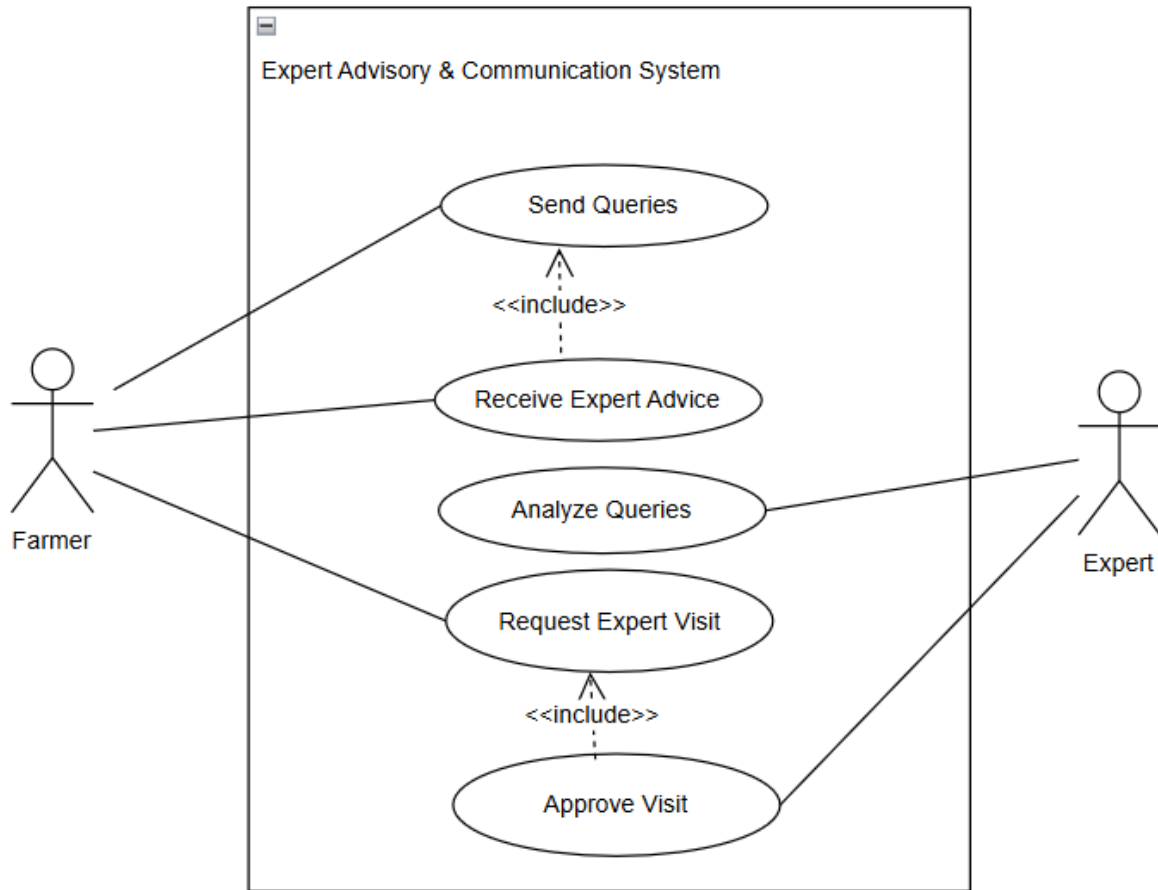 Expert Advisory & Communication System
Send Queries
<<include>>
Receive Expert Advice
Analyze Queries
Farmer
Expert
Request Expert Visit
<<include>>
Approve Visit